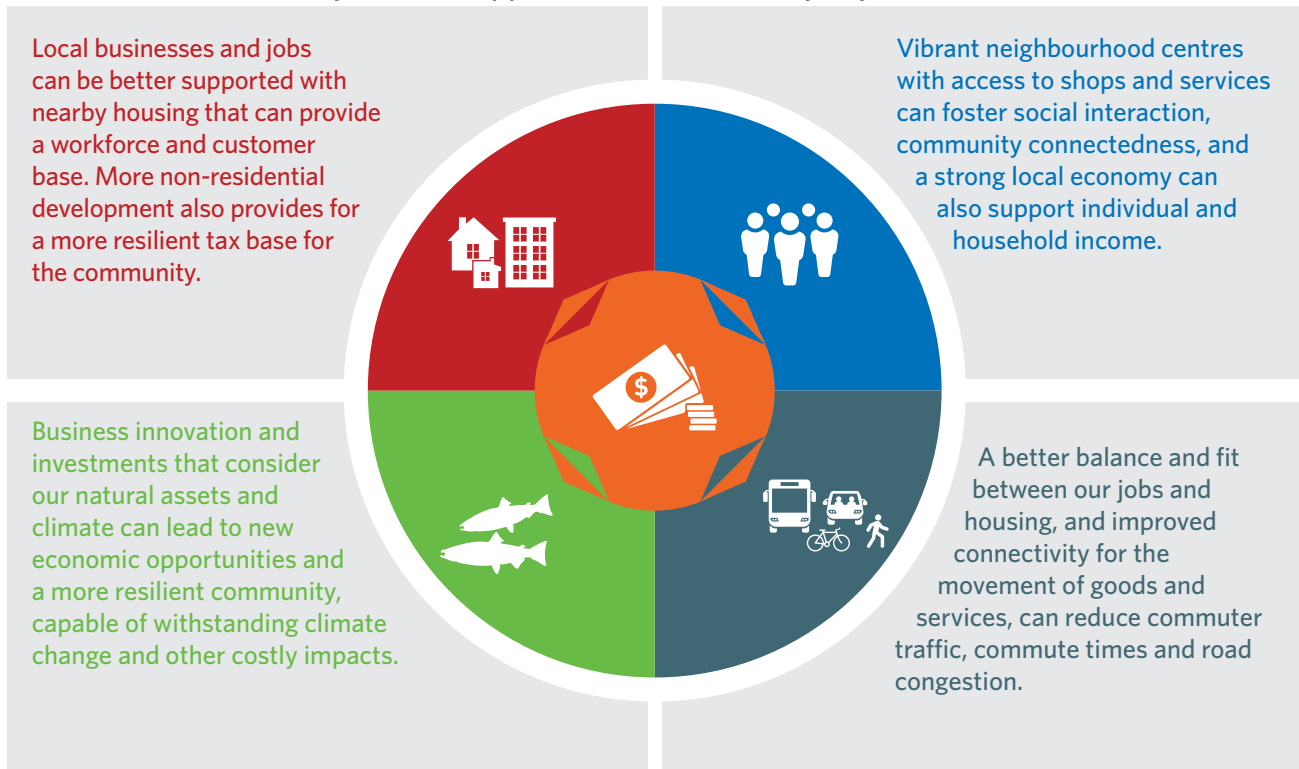 Local businesses and jobs
can be better supported with
nearby housing that can provide
a workforce and customer
base. More non-residential
development also provides for
a more resilient tax base for
the community.
Vibrant neighbourhood centres
with access to shops and services
can foster social interaction,
community connectedness, and
a strong local economy can
also support individual and
household income.
$
Business innovation and
investments that consider
our natural assets and
climate can lead to new
economic opportunities and
a more resilient community,
capable of withstanding climate
change and other costly impacts.
A better balance and fit
between our jobs and
housing, and improved
connectivity for the
movement of goods and
services, can reduce commuter
traffic, commute times and road
congestion.